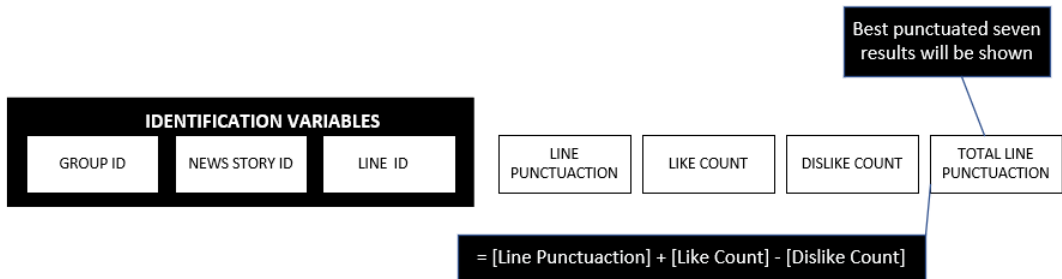 Best punctuated seven
results will be shown
IDENTIFICATION VARIABLES
GROUP ID
NEWS STORY ID
LINE ID
LINE
PUNCTUACTION
LIKE COUNT
DISLIKE COUNT
TOTAL LINE
PUNCTUACTION
= [Line Punctuaction] + [Like Count] - [Dislike Count]